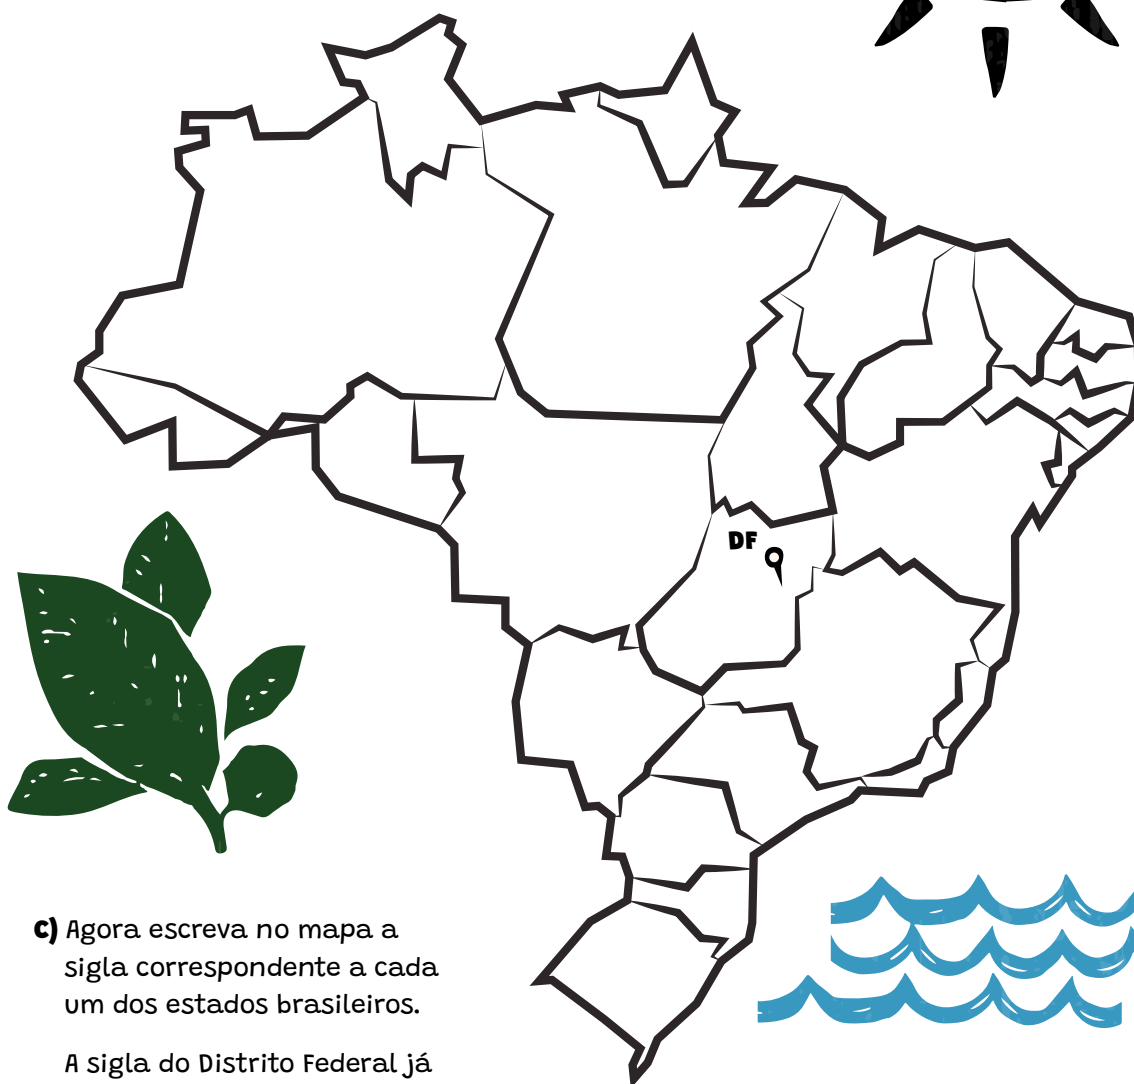 DF
c) Agora escreva no mapa a
sigla correspondente a cada
um dos estados brasileiros.
A sigla do Distrito Federal já